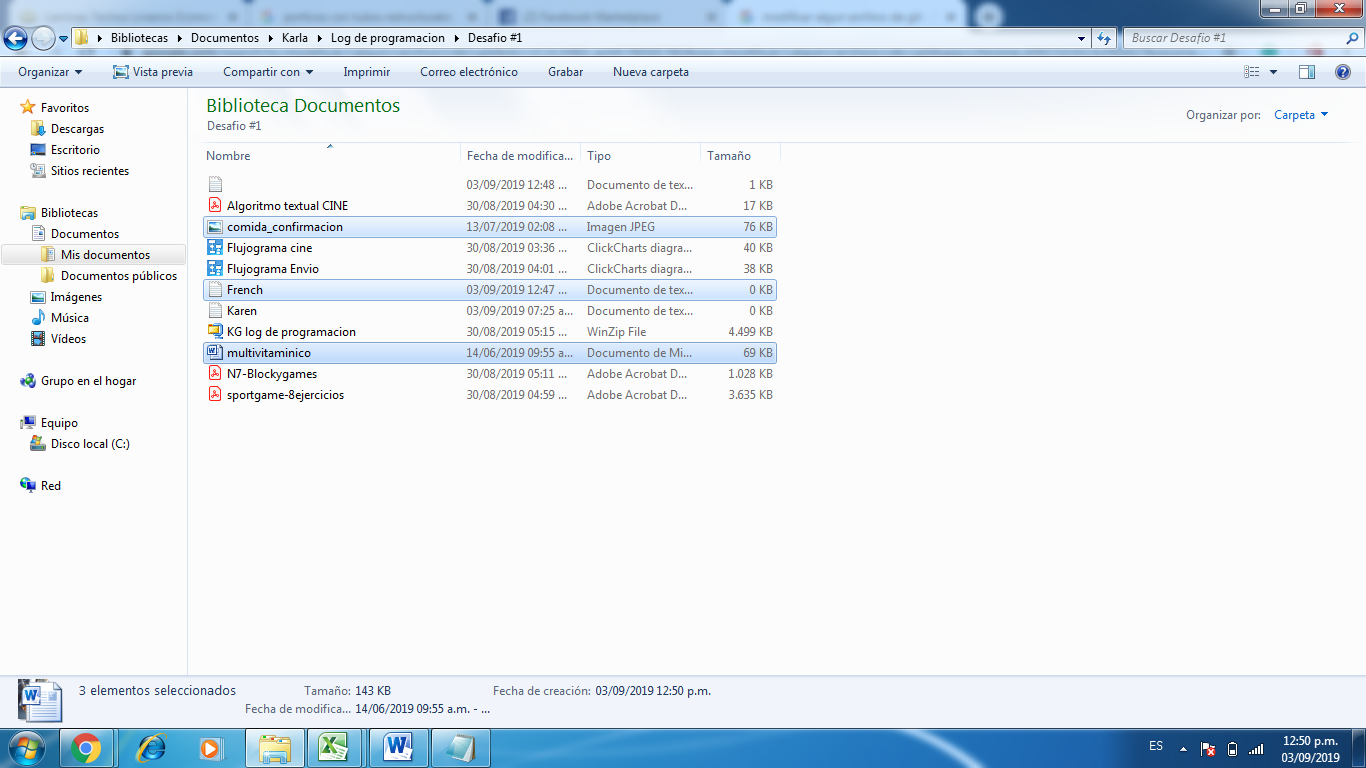 Bibliotecas Documentos Karla Log de programacion Desafio #1
Buscar Desafio #1
Organizar Vista previa Compartir con Imprimir Correo electrónico Grabar Nueva carpeta
Favoritos
Descargas
Escritorio
Sitios recientes
Bibliotecas
Documentos
Mis documentos
Documentos públicos
Imágenes
Música
Vídeos
Grupo en el hogar
Equipo
Disco local (C:)
Red
Biblioteca Documentos
Desafio #1
Organizar por: Carpeta
Nombre Fecha de modifica... Tipo Tamaño
03/09/2019 12:48 ... Documento de tex... 1 KB
Algoritmo textual CINE 30/08/2019 04:30 ... Adobe Acrobat D... 17 KB
comida_confirmacion 13/07/2019 02:08 ... Imagen JPEG 76 KB
Flujograma cine 30/08/2019 03:36 ... ClickCharts diagra... 40 KB
Flujograma Envio 30/08/2019 04:01 ... ClickCharts diagra... 38 KB
French 03/09/2019 12:47 ... Documento de tex... 0 KB
Karen 03/09/2019 07:25 a... Documento de tex... 0 KB
KG log de programacion 30/08/2019 05:15 ... WinZip File 4.499 KB
multivitaminico 14/06/2019 09:55 a... Documento de Mi... 69 KB
N7-Blockygames 30/08/2019 05:11 ... Adobe Acrobat D... 1.028 KB
sportgame-8ejercicios 30/08/2019 04:59 ... Adobe Acrobat D... 3.635 KB
3 elementos seleccionados Tamaño: 143 KB Fecha de creación: 03/09/2019 12:50 p.m.
Fecha de modifica... 14/06/2019 09:55 a.m. - ...
ES
12:50 p.m.
03/09/2019